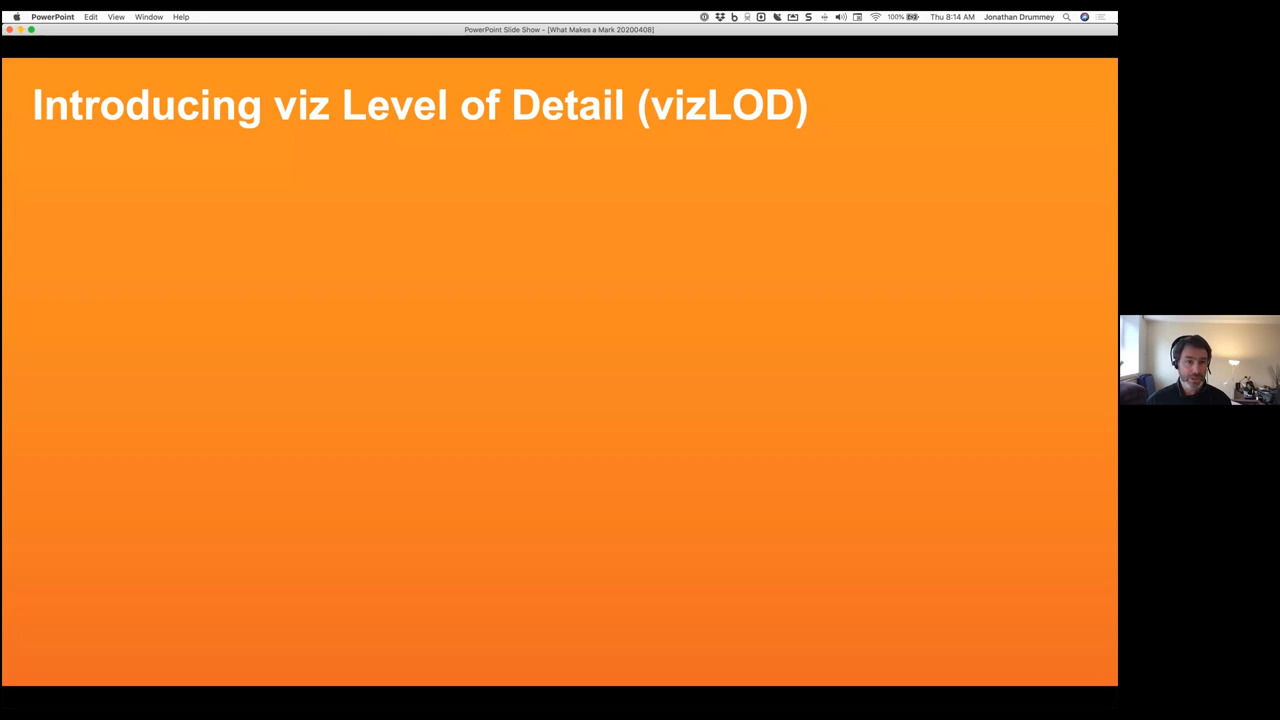 PowerPoint Edit View Window Help 100% Thu 8:14 AM Jonathan Drummey
PowerPoint Slide Show - [What Makes a Mark 20200408]
Introducing viz Level of Detail (vizLOD)